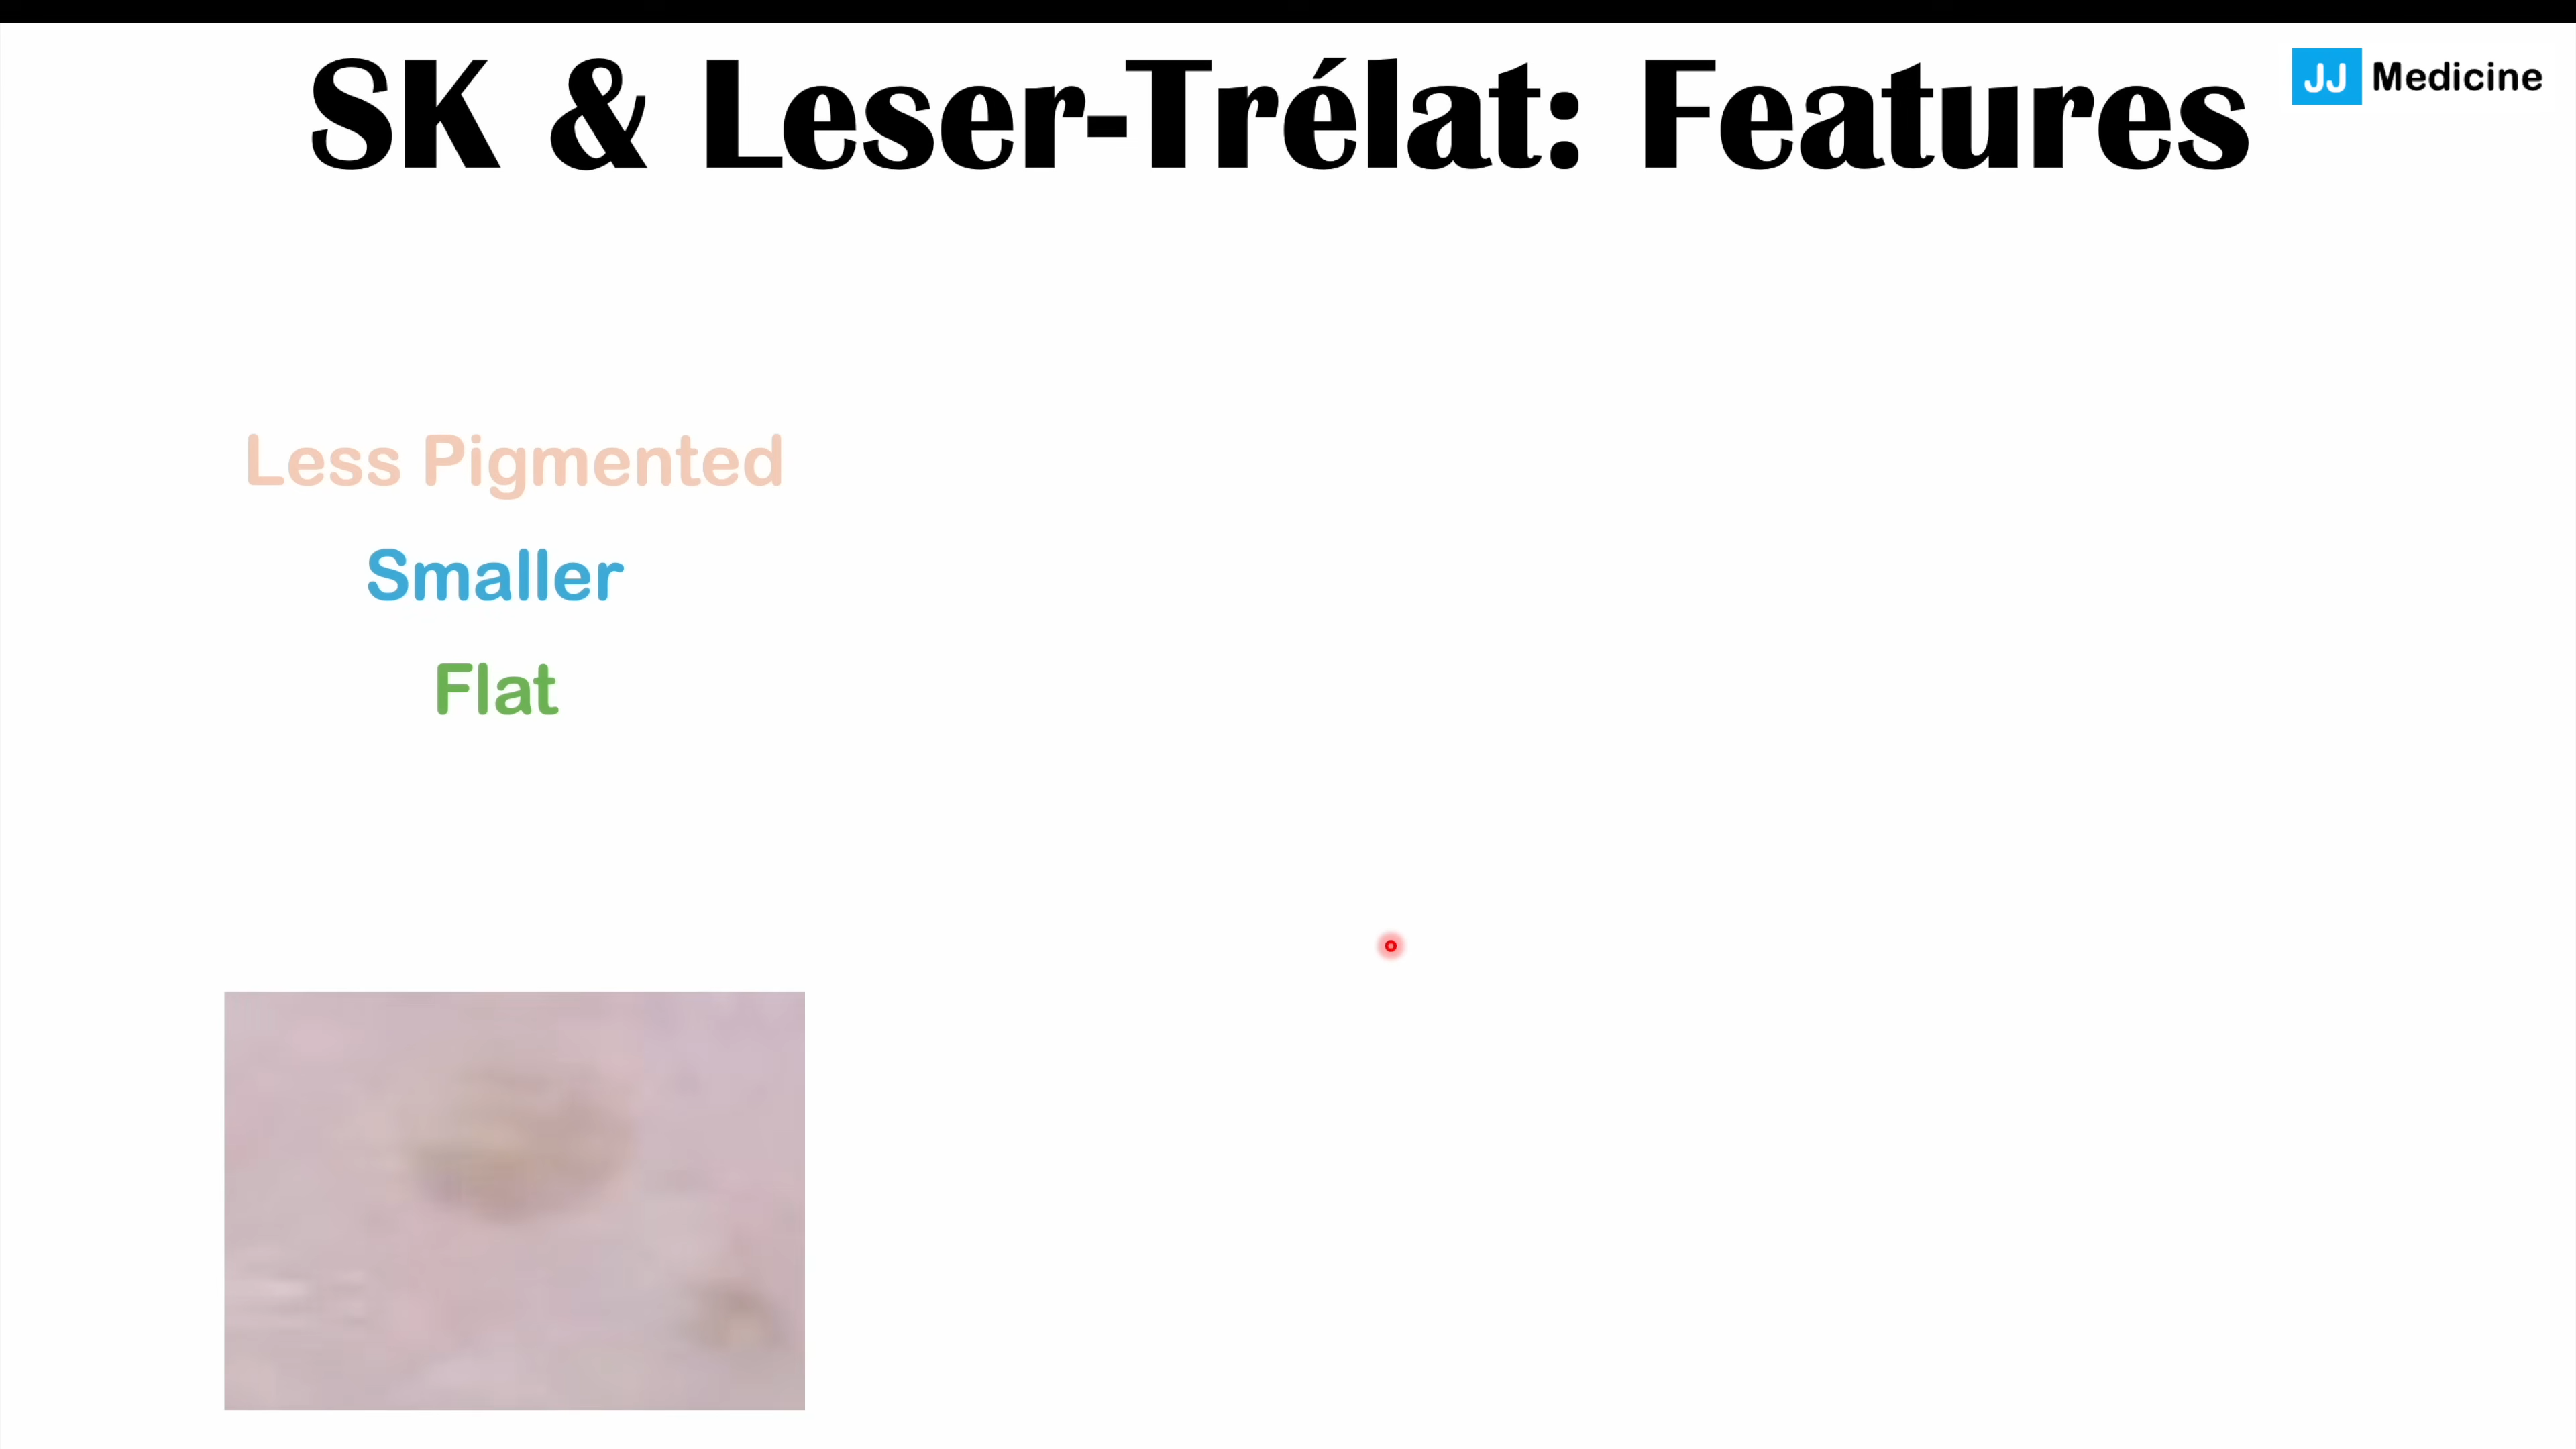 SK & Leser-Trélat: Features
JJ Medicine
Less Pigmented
Smaller
Flat